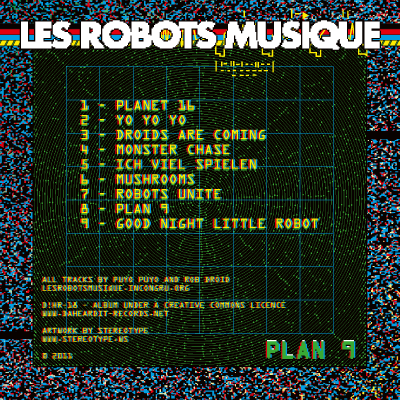 LES ROBOTS MUSIQUE
1 - PLANET 16
2 - YO YO YO
3 - DROIDS ARE COMING
4 - MONSTER CHASE
5 - ICH VIEL SPIELEN
6 - MUSHROOMS
7 - ROBOTS UNITE
8 - PLAN 9
9 - GOOD NIGHT LITTLE ROBOT
ALL TRACKS BY PUYO PUYO AND ROB DROID
LESROBOTSMUSIQUE-INCONGRU-ORG
D!HR-16 - ALBUM UNDER A CREATIVE COMMONS LICENCE
WWW-DAHEARDIT-RECORDS-NET
ARTWORK BY STEREOTYPE
WWW-STEREOTYPE-US
© 2011
PLAN 9